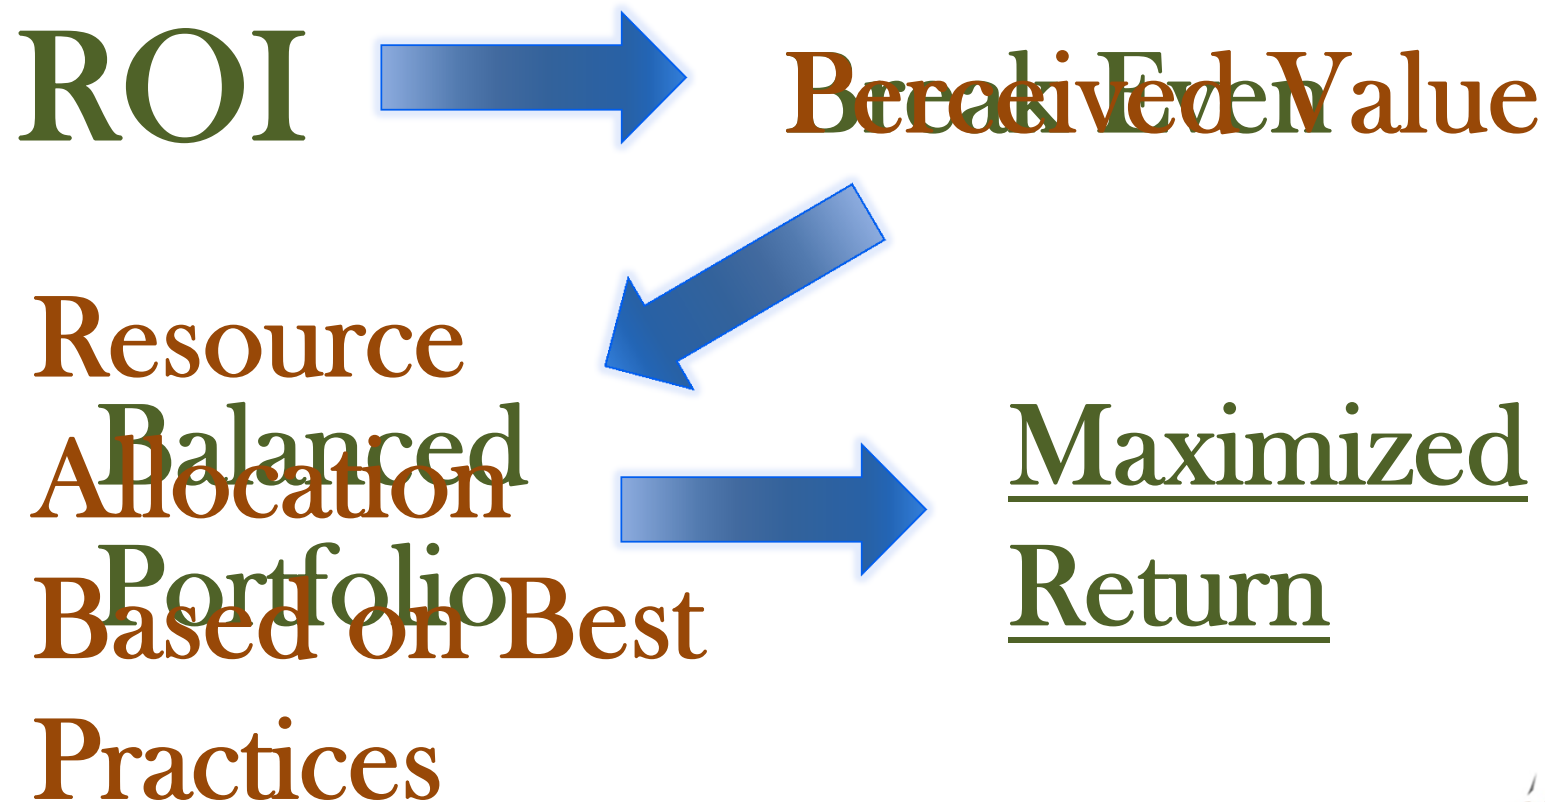 ROI
Break Even
Perceived Value
Resource
Balanced
Allocation
Portfolio
Based on Best
Practices
Maximized
Return